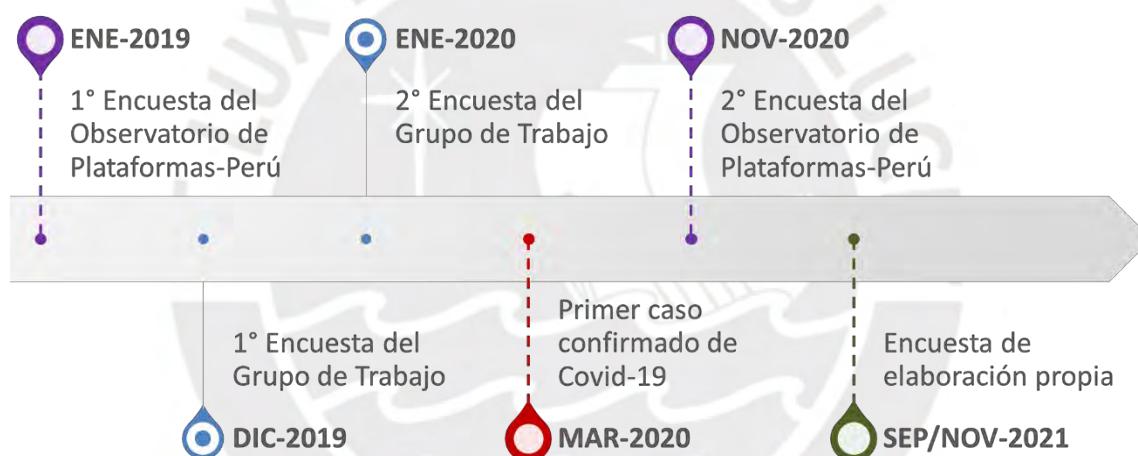 ENE-2019
1° Encuesta del
Observatorio de
Plataformas-Perú
ENE-2020
2° Encuesta del
Grupo de Trabajo
NOV-2020
2° Encuesta del
Observatorio de
Plataformas-Perú
1° Encuesta del
Grupo de Trabajo
DIC-2019
Primer caso
confirmado de
Covid-19
MAR-2020
Encuesta de
elaboración propia
SEP/NOV-2021